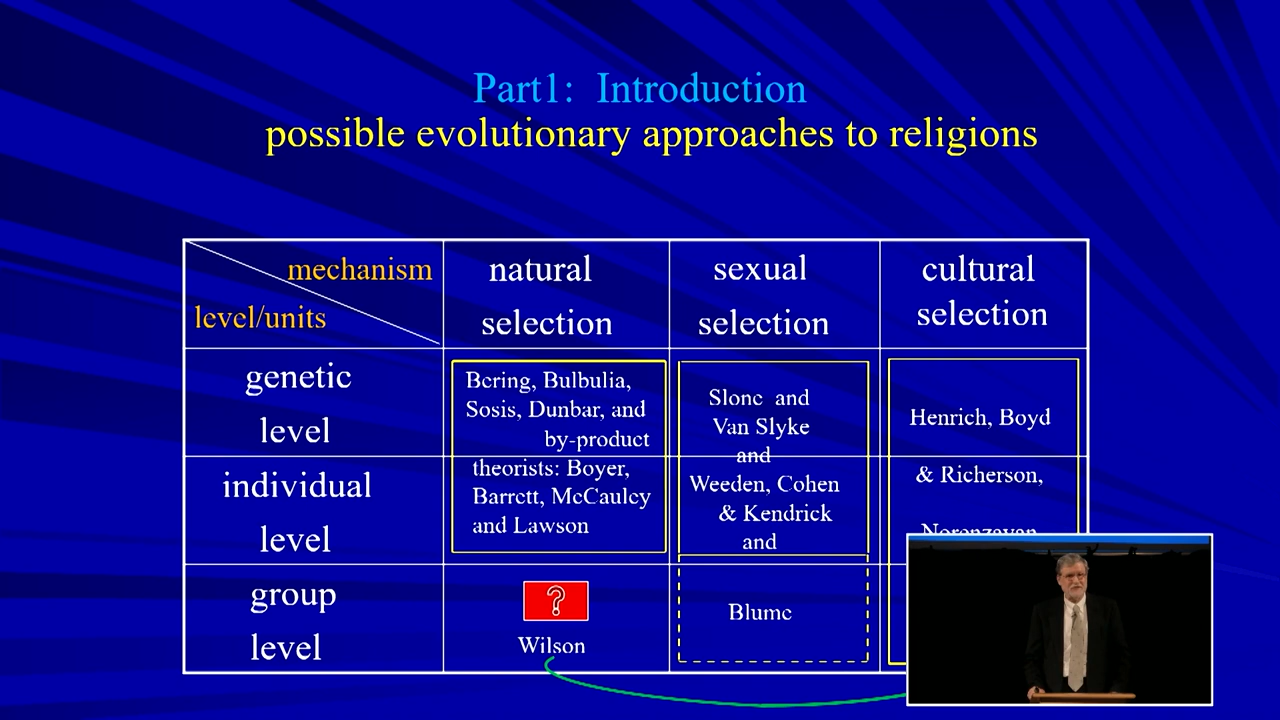 Part1: Introduction
possible evolutionary approaches to religions
mechanism
level/units
natural
selection
sexual
selection
cultural
selection
genetic
level
Bering, Bulbulia,
Sosis, Dunbar, and
by-product
theorists: Boyer,
Barrett, McCauley
and Lawson
Slone and
Van Slyke
and
Weeden, Cohen
& Kendrick
and
Henrich, Boyd
& Richerson,
individual
level
group
level
?
Wilson
Blume